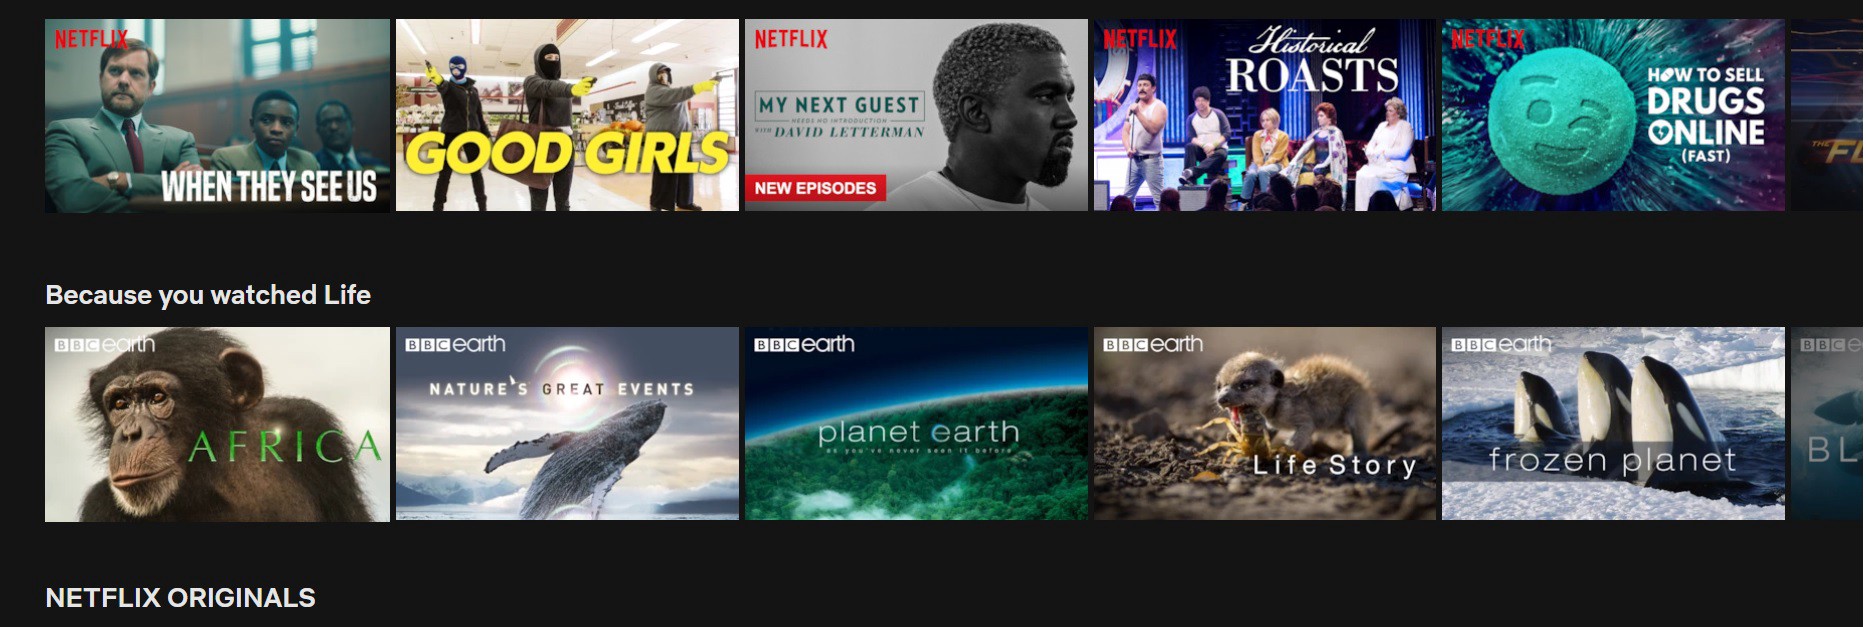 NETFLIX
WHEN THEY SEE US
GOOD GIRLS
NETFLIX
MY NEXT GUEST
NEEDS NO INTRODUCTION
WITH DAVID LETTERMAN
NEW EPISODES
NETFLIX
Historical
ROASTS
NETFLIX
HOW TO SELL
DRUGS
ONLINE
(FAST)
THE
FL
Because you watched Life
BBC earth
AFRICA
BBC earth
NATURE'S GREAT EVENTS
BBC earth
planet earth
as you've never seen it before
BBC earth
Life Story
BBC earth
frozen planet
BBC e
BL
NETFLIX ORIGINALS